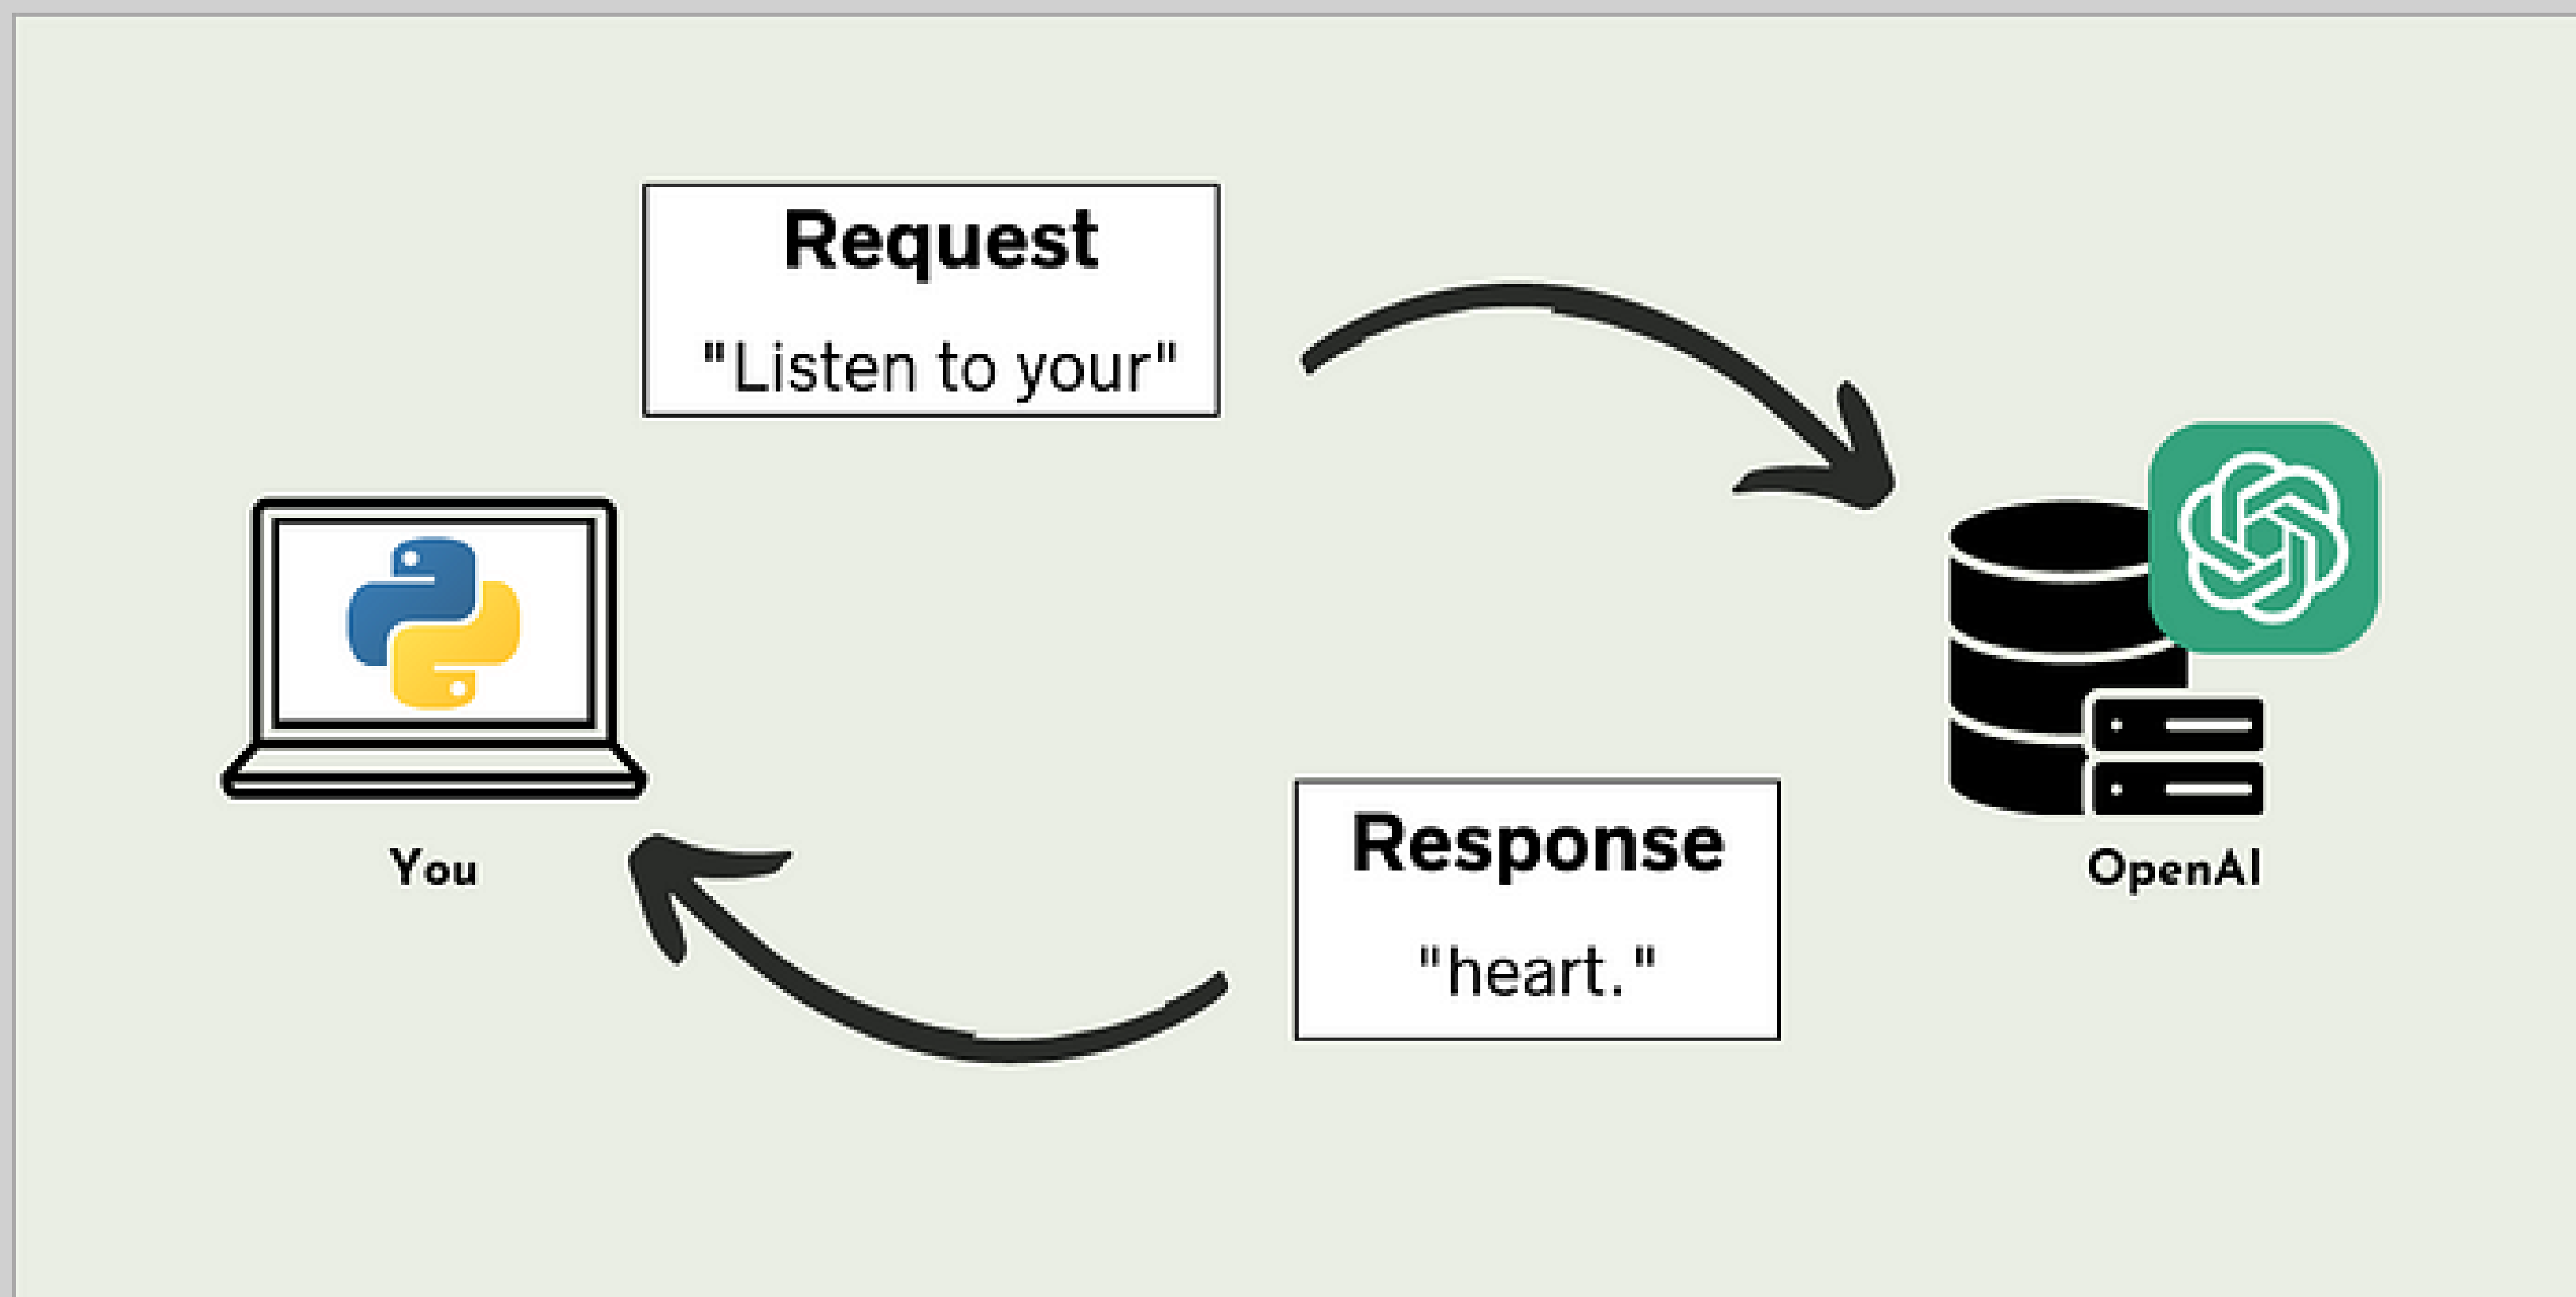 Request
"Listen to your"
You
Response
"heart."
OpenAI